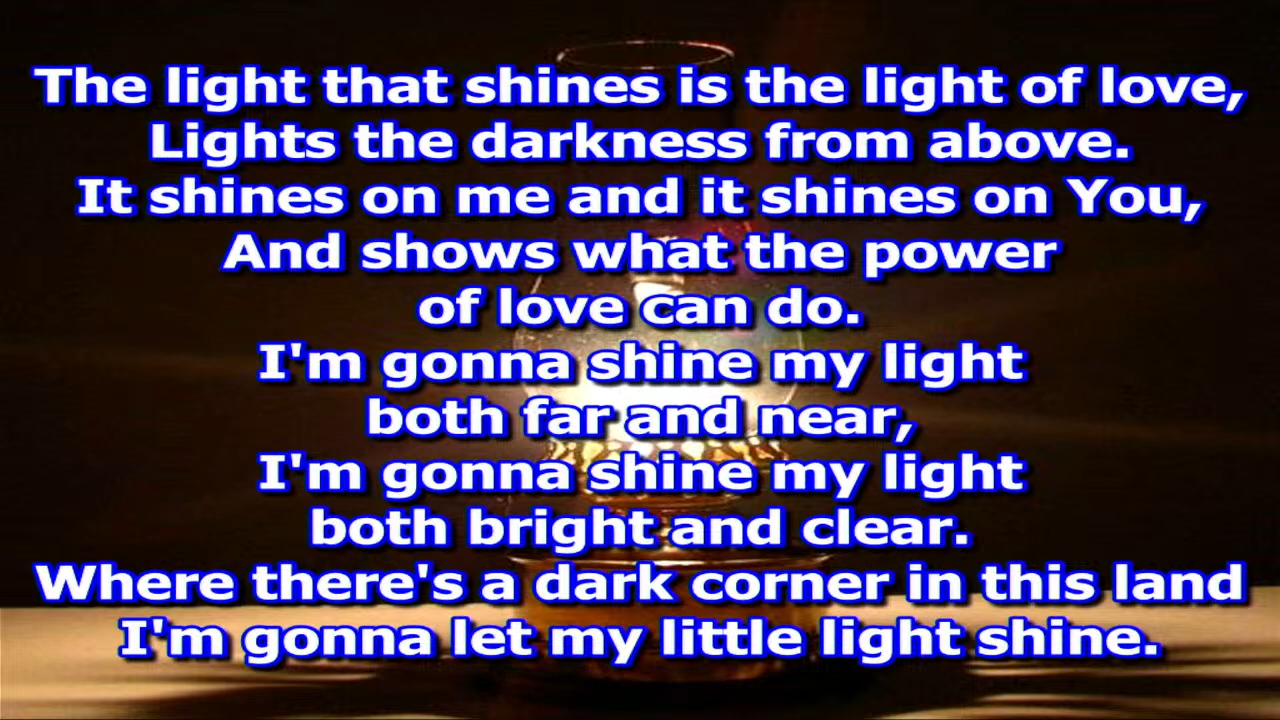 The light that shines is the light of love,
Lights the darkness from above.
It shines on me and it shines on You,
And shows what the power
of love can do.
I'm gonna shine my light
both far and near,
I'm gonna shine my light
both bright and clear.
Where there's a dark corner in this land
I'm gonna let my little light shine.